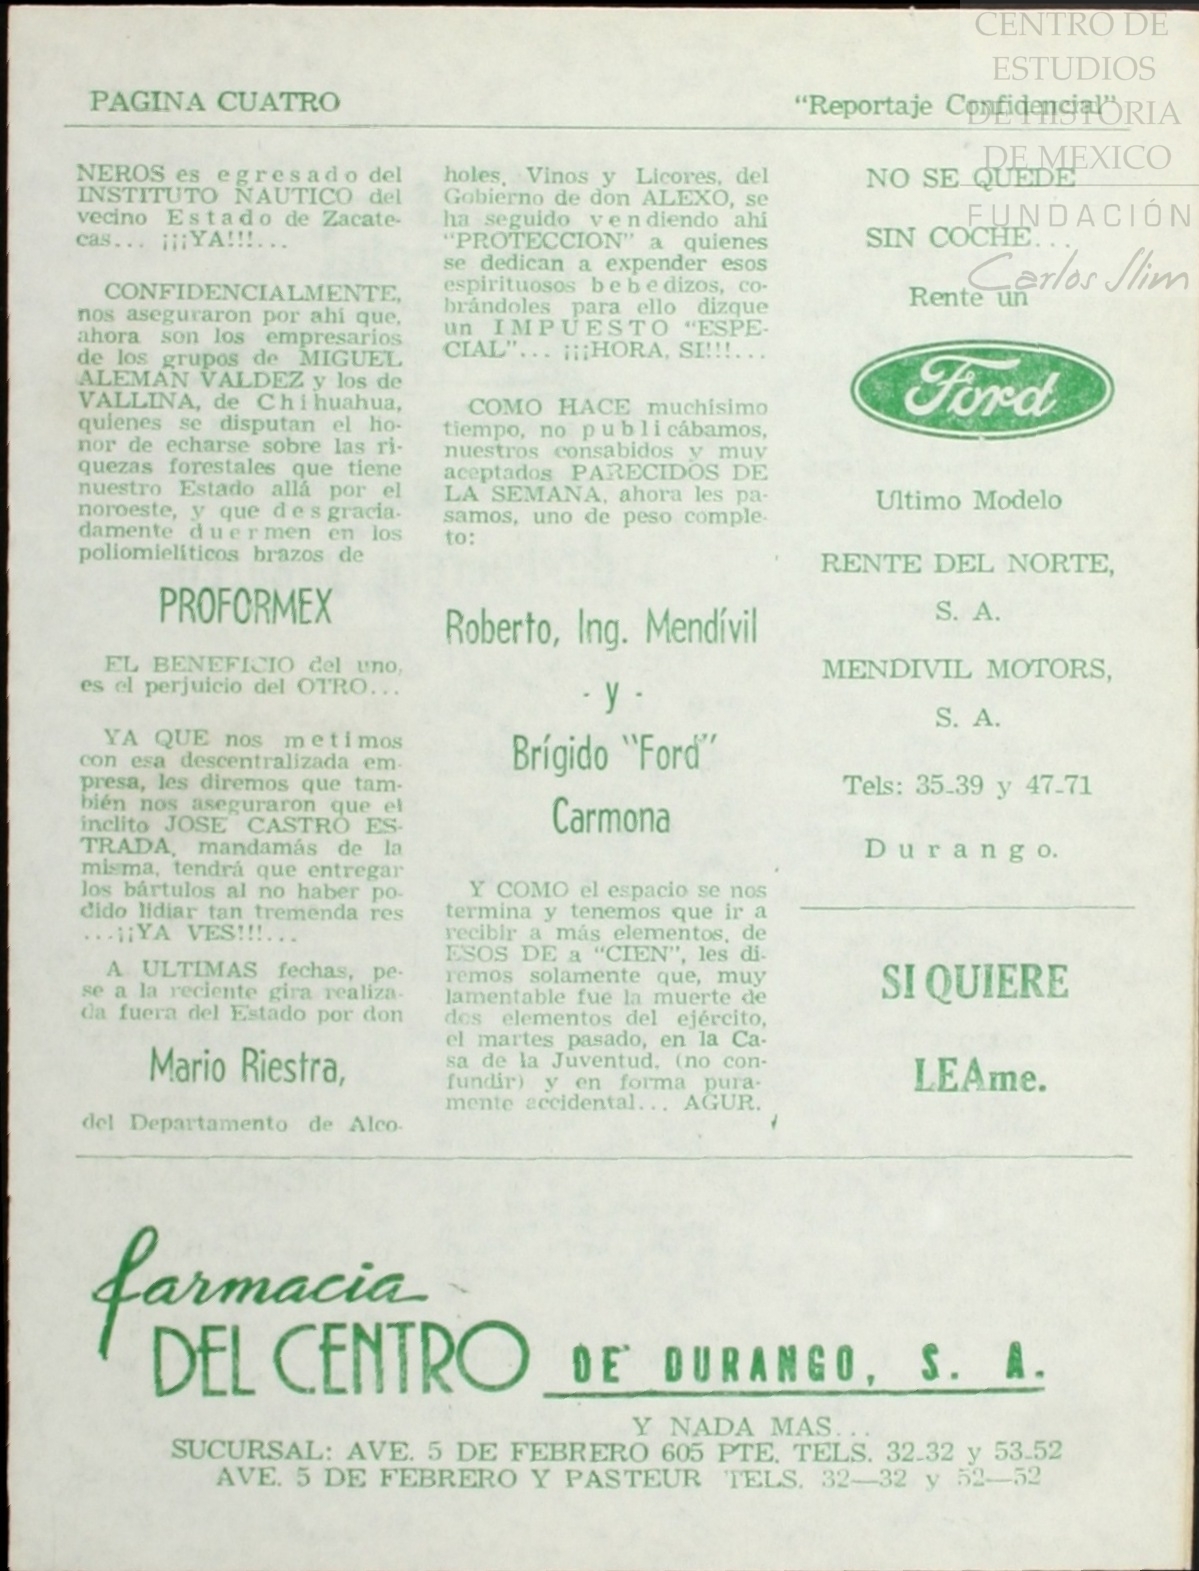 PAGINA CUATRO
"Reportaje Confidencial"
NEROS es egresado del
INSTITUTO NAUTICO del
vecino Estado de Zacate-
cas... ¡¡¡YA!!!...
CONFIDENCIALMENTE,
nos aseguraron por ahí que,
ahora son los empresarios
de los grupos de MIGUEL
ALEMAN VALDEZ y los de
VALLINA, de Chihuahua,
quienes se disputan el ho-
nor de echarse sobre las ri-
quezas forestales que tiene
nuestro Estado allá por el
noroeste, y que desgracia-
damente duermen en los
poliomielíticos brazos de
PROFORMEX
EL BENEFICIO del uno,
es el perjuicio del OTRO...
YA QUE nos metimos
con esa descentralizada em-
presa, les diremos que tam-
bién nos aseguraron que el
ínclito JOSE CASTRO ES-
TRADA, mandamás de la
misma, tendrá que entregar
los bártulos al no haber po-
dido lidiar tan tremenda res
...¡¡YA VES!!!...
A ULTIMAS fechas, pe-
se a la reciente gira realiza-
da fuera del Estado por don
Mario Riestra,
del Departamento de Alco-
holes, Vinos y Licores, del
Gobierno de don ALEXO, se
ha seguido vendiendo ahí
"PROTECCION" a quienes
se dedican a expender esos
espirituosos bebedizos, co-
brándoles para ello dizque
un IMPUESTO "ESPE-
CIAL"... ¡¡¡HORA, SI!!!...
COMO HACE muchísimo
tiempo, no publicábamos,
nuestros consabidos y muy
aceptados PARECIDOS DE
LA SEMANA, ahora les pa-
samos, uno de peso comple-
to:
Roberto, Ing. Mendívil
- y -
Brígido "Ford"
Carmona
Y COMO el espacio se nos
termina y tenemos que ir a
recibir a más elementos, de
ESOS DE a "CIEN", les di-
remos solamente que, muy
lamentable fue la muerte de
dos elementos del ejército,
el martes pasado, en la Ca-
sa de la Juventud, (no con-
fundir) y en forma pura-
mente accidental... AGUR.
NO SE QUEDE
SIN COCHE...
Rente un
Ford
Ultimo Modelo
RENTE DEL NORTE,
S. A.
MENDIVIL MOTORS,
S. A.
Tels: 35-39 y 47-71
Durango.
SI QUIERE
LEAme.
farmacia
DEL CENTRO DE DURANGO, S. A.
Y NADA MAS...
SUCURSAL: AVE. 5 DE FEBRERO 605 PTE. TELS. 32-32 y 53-52
AVE. 5 DE FEBRERO Y PASTEUR TELS. 32—32 y 52—52
CENTRO DE
ESTUDIOS
DE HISTORIA
DE MEXICO
FUNDACIÓN
Carlos Slim